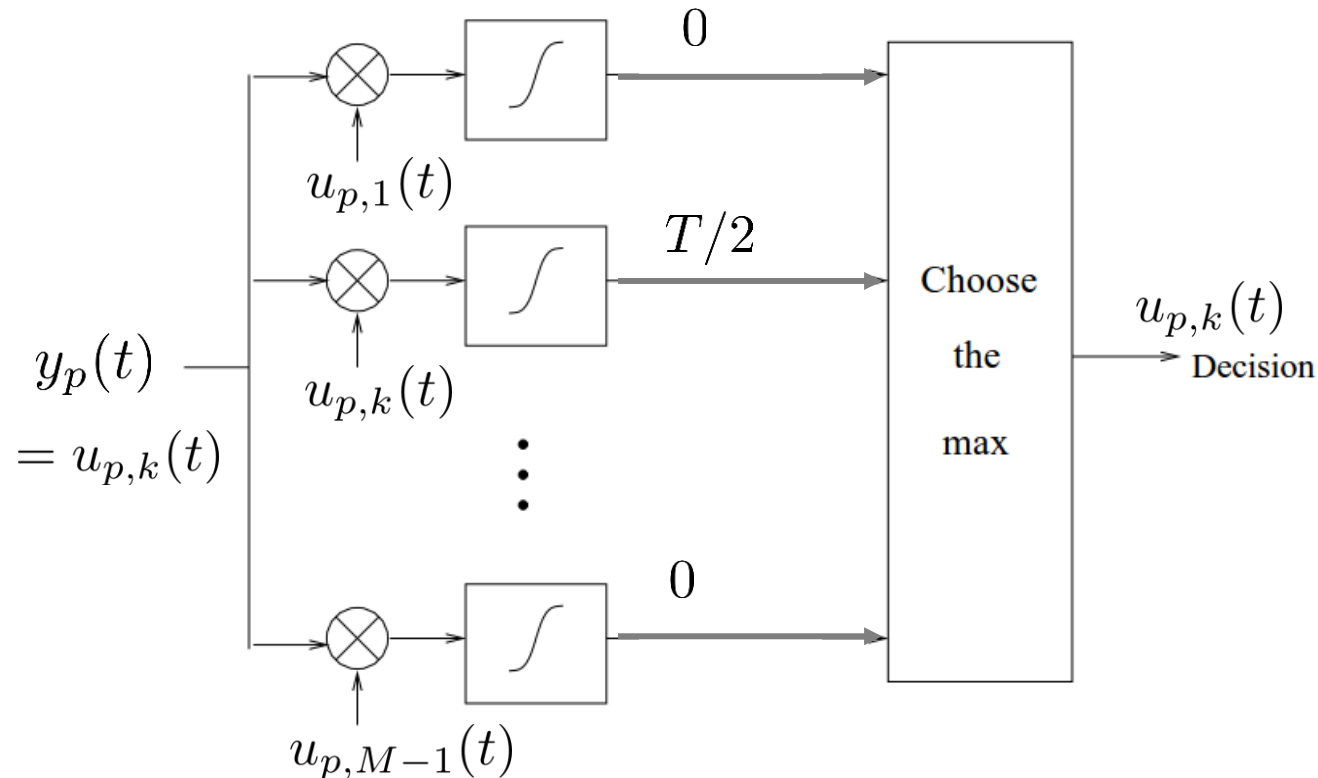 0
u_{p,1}(t)
T/2
u_{p,k}(t)
y_p(t)
= u_{p,k}(t)
0
u_{p,M-1}(t)
Choose
the
max
u_{p,k}(t)
Decision